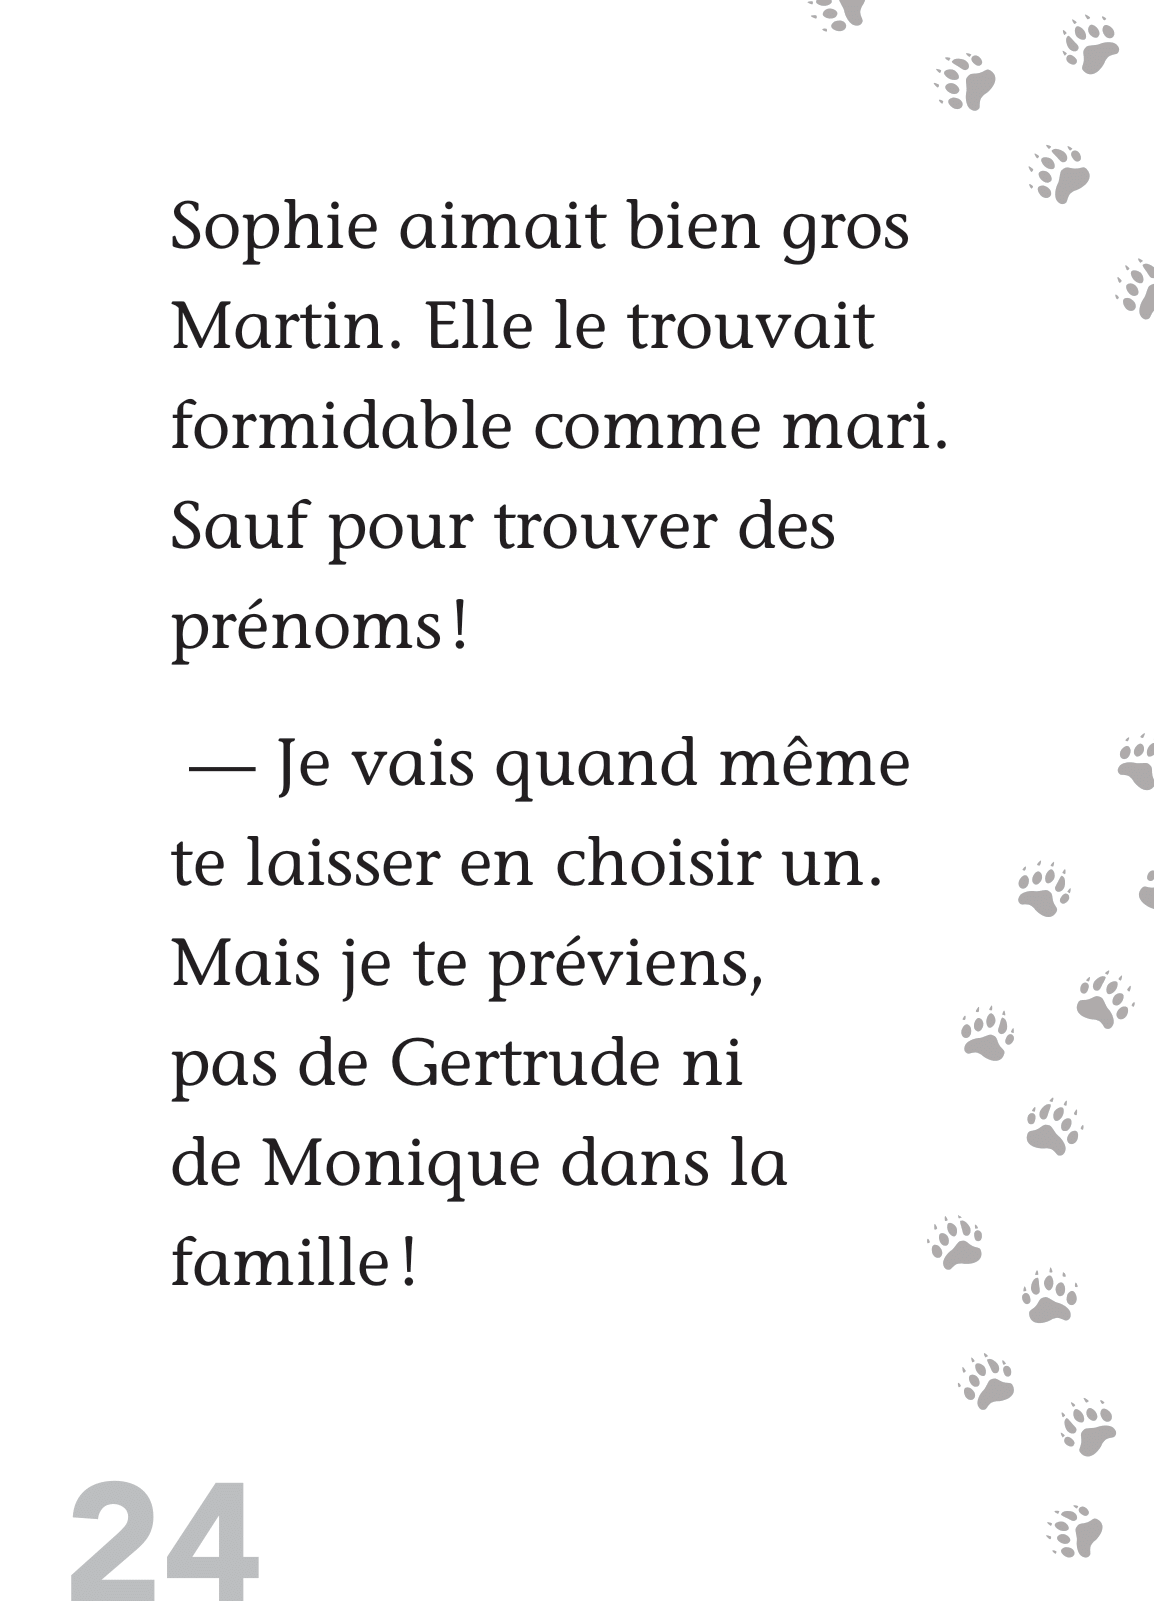 Sophie aimait bien gros
Martin. Elle le trouvait
formidable comme mari.
Sauf pour trouver des
prénoms !
— Je vais quand même
te laisser en choisir un.
Mais je te préviens,
pas de Gertrude ni
de Monique dans la
famille !
24